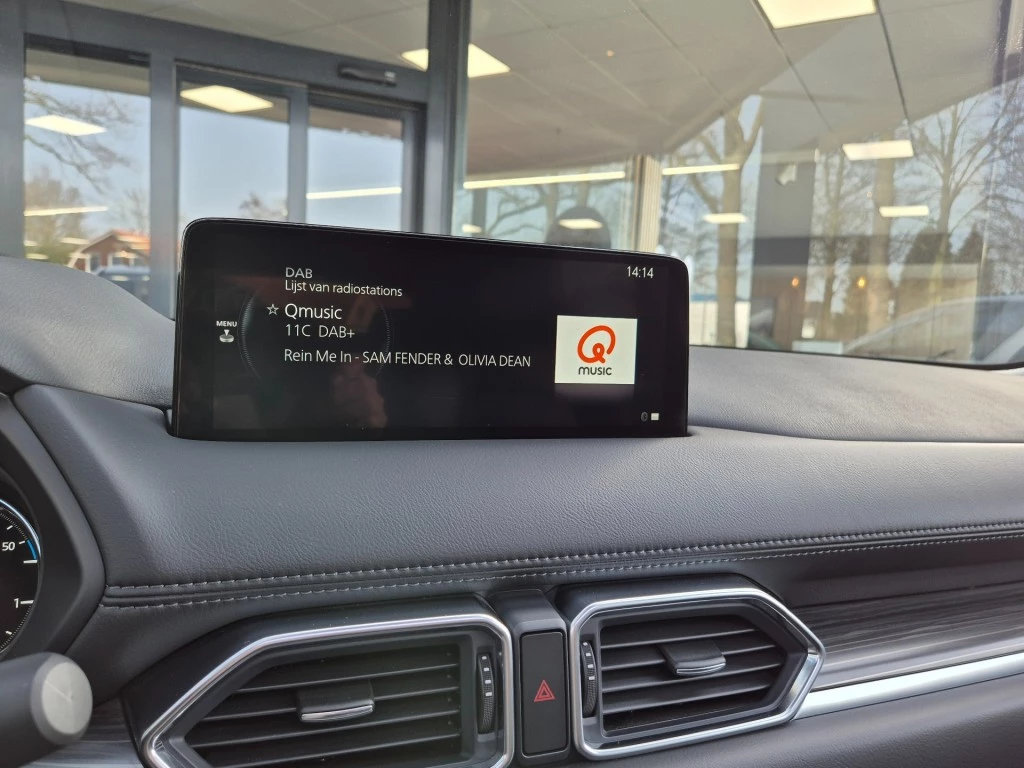 DAB
14:14
Lijst van radiostations
☆ Qmusic
MENU
11C DAB+
Rein Me In - SAM FENDER & OLIVIA DEAN
Q
MUSIC
50
1